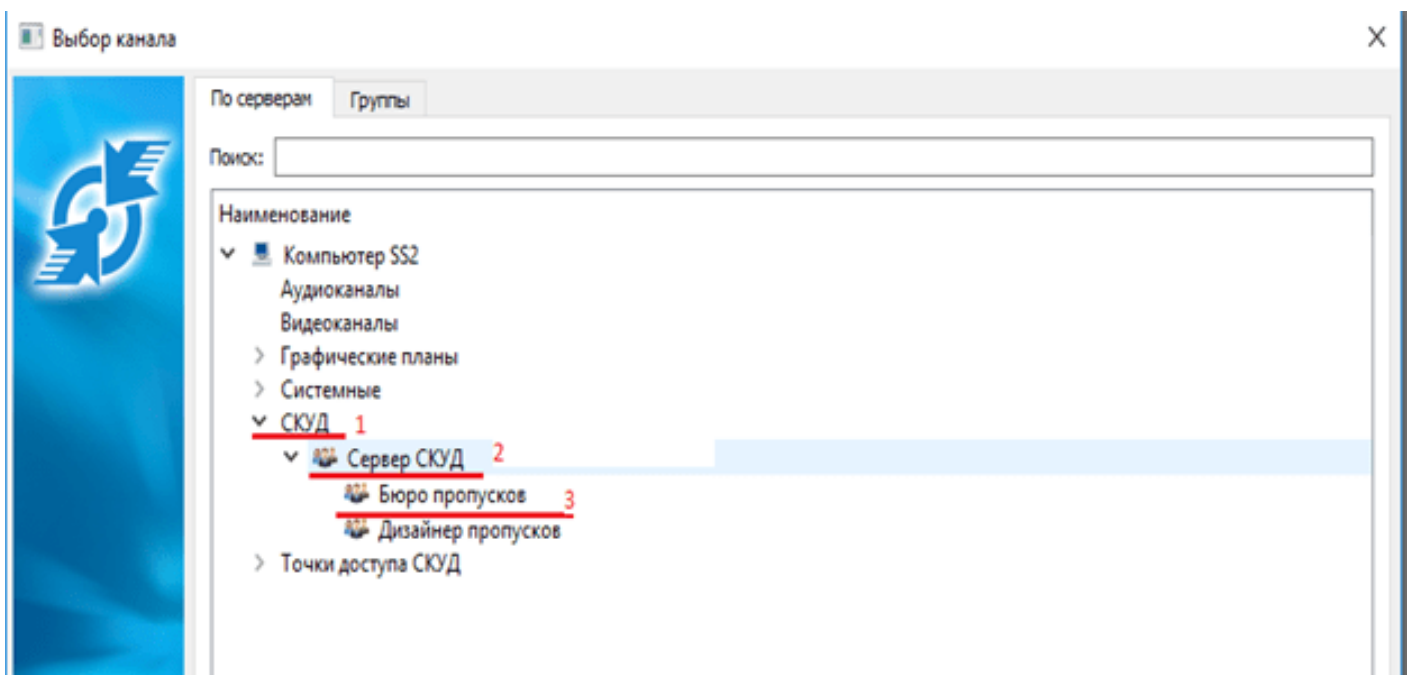 Выбор канала
По серверам Группы
Поиск:
Наименование
Компьютер SS2
Аудиоканалы
Видеоканалы
Графические планы
Системные
СКУД 1
Сервер СКУД 2
Бюро пропусков 3
Дизайнер пропусков
Точки доступа СКУД